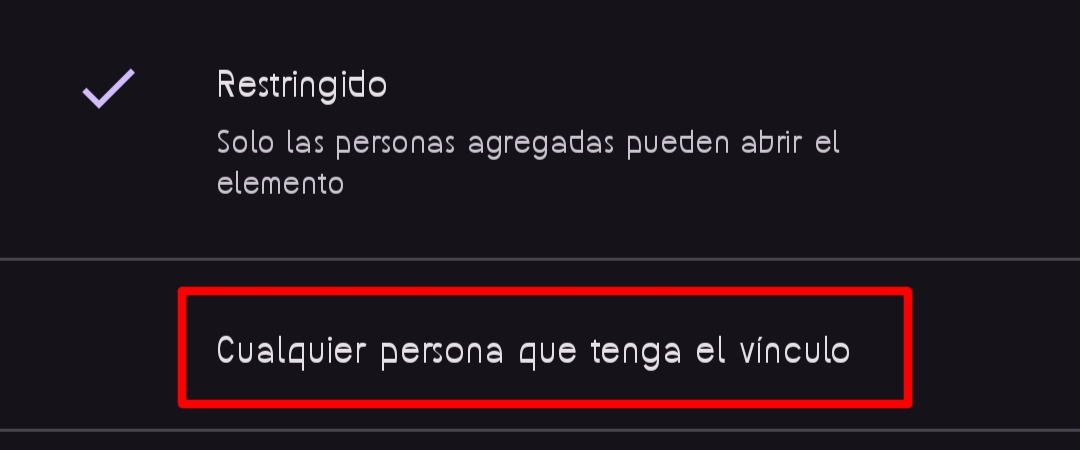 Restringido
Solo las personas agregadas pueden abrir el
elemento
Cualquier persona que tenga el vínculo